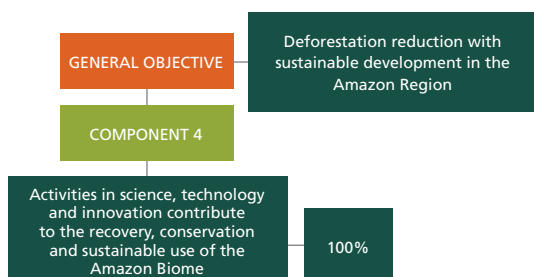 GENERAL OBJECTIVE
Deforestation reduction with
sustainable development in the
Amazon Region
COMPONENT 4
Activities in science, technology
and innovation contribute
to the recovery, conservation
and sustainable use of the
Amazon Biome
100%